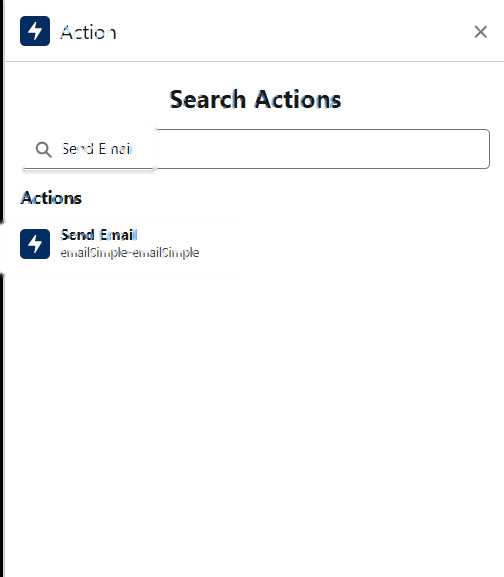 Action
Search Actions
Send Email
Actions
Send Email
emailSimple-emailSimple